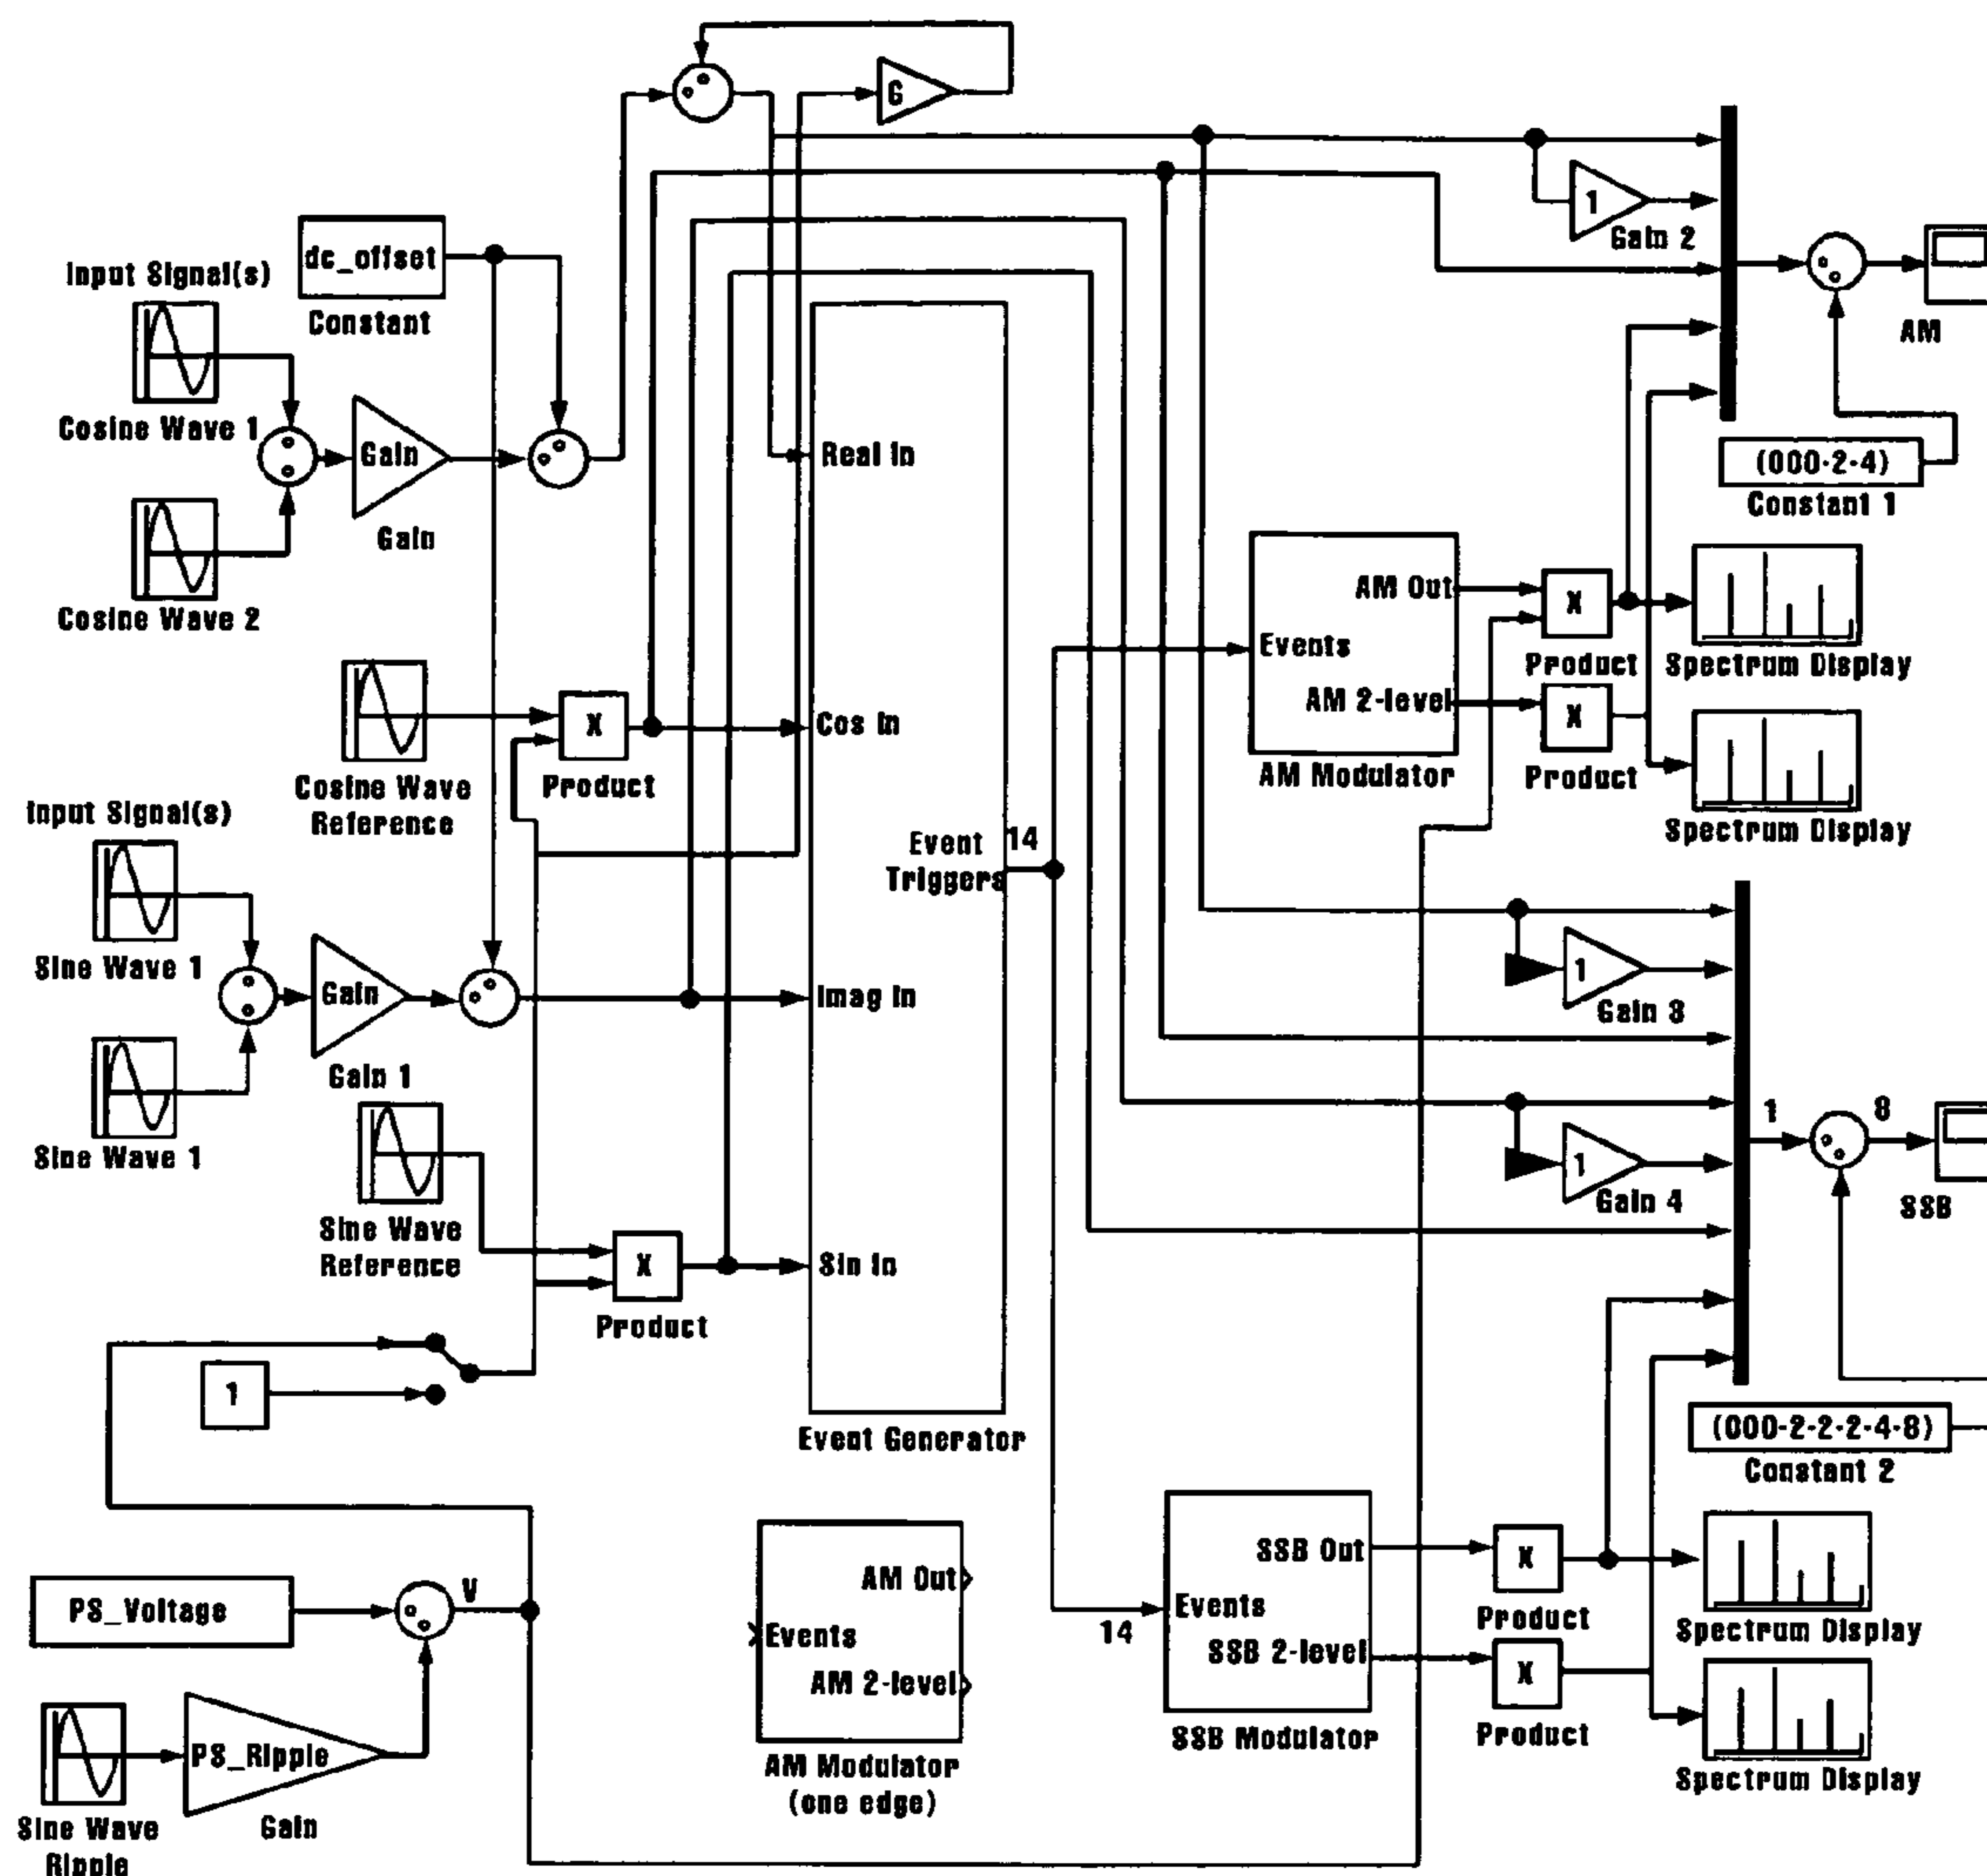 G
1
Gain 2
dc_offset
Constant
Input Signal(s)
Cosine Wave 1
Gain
Gain
Cosine Wave 2
Real In
AM
(000-2-4)
Constant 1
AM Out
Events
AM 2-level
AM Modulator
X
Product
Spectrum Display
X
Product
Spectrum Display
Cosine Wave
Reference
X
Product
Cos In
Input Signal(s)
Sine Wave 1
Gain
Gain 1
Sine Wave 1
Event
Triggers
14
Imag In
1
Gain 3
1
Gain 4
1
8
SSB
Sine Wave
Reference
X
Product
Sin In
1
Event Generator
(000-2-2-2-4-8)
Constant 2
PS_Voltage
V
Sine Wave
Ripple
PS_Ripple
Gain
AM Out
Events
AM 2-level
AM Modulator
(one edge)
14
SSB Out
Events
SSB 2-level
SSB Modulator
X
Product
Spectrum Display
X
Product
Spectrum Display